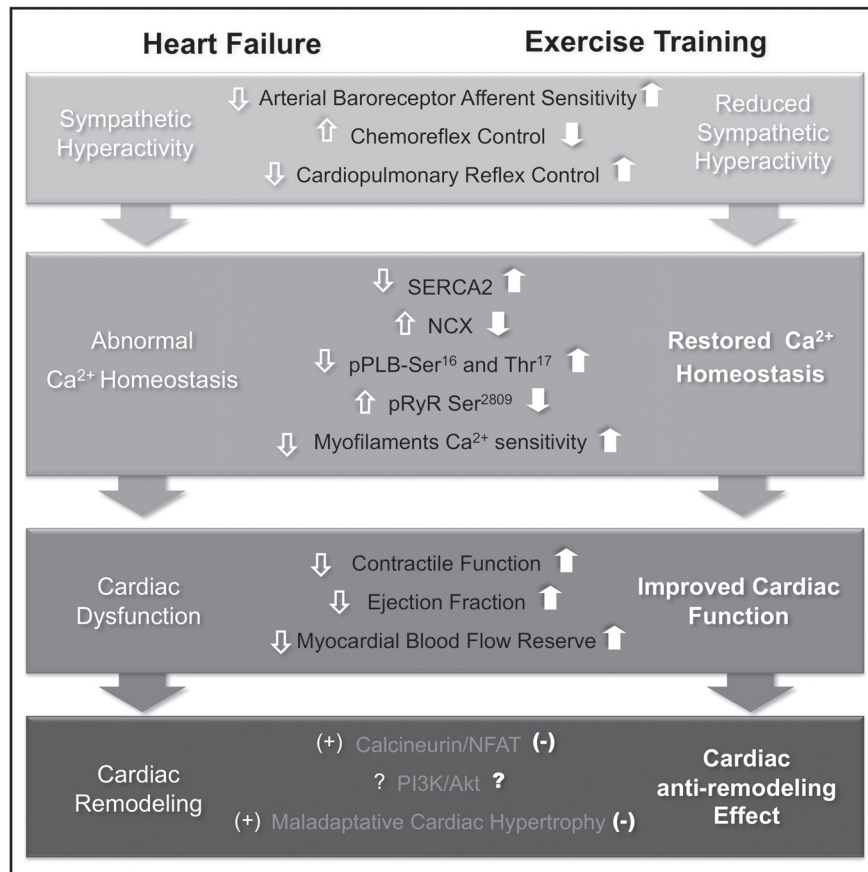 Heart Failure Exercise Training
Sympathetic
Hyperactivity
Arterial Baroreceptor Afferent Sensitivity
Chemoreflex Control
Cardiopulmonary Reflex Control
Reduced
Sympathetic
Hyperactivity
Abnormal
Ca²⁺ Homeostasis
SERCA2
NCX
pPLB-Ser¹⁶ and Thr¹⁷
pRyR Ser²⁸⁰⁹
Myofilaments Ca²⁺ sensitivity
Restored Ca²⁺
Homeostasis
Cardiac
Dysfunction
Contractile Function
Ejection Fraction
Myocardial Blood Flow Reserve
Improved Cardiac
Function
Cardiac
Remodeling
(+) Calcineurin/NFAT (-)
? PI3K/Akt ?
(+) Maladaptative Cardiac Hypertrophy (-)
Cardiac
anti-remodeling
Effect